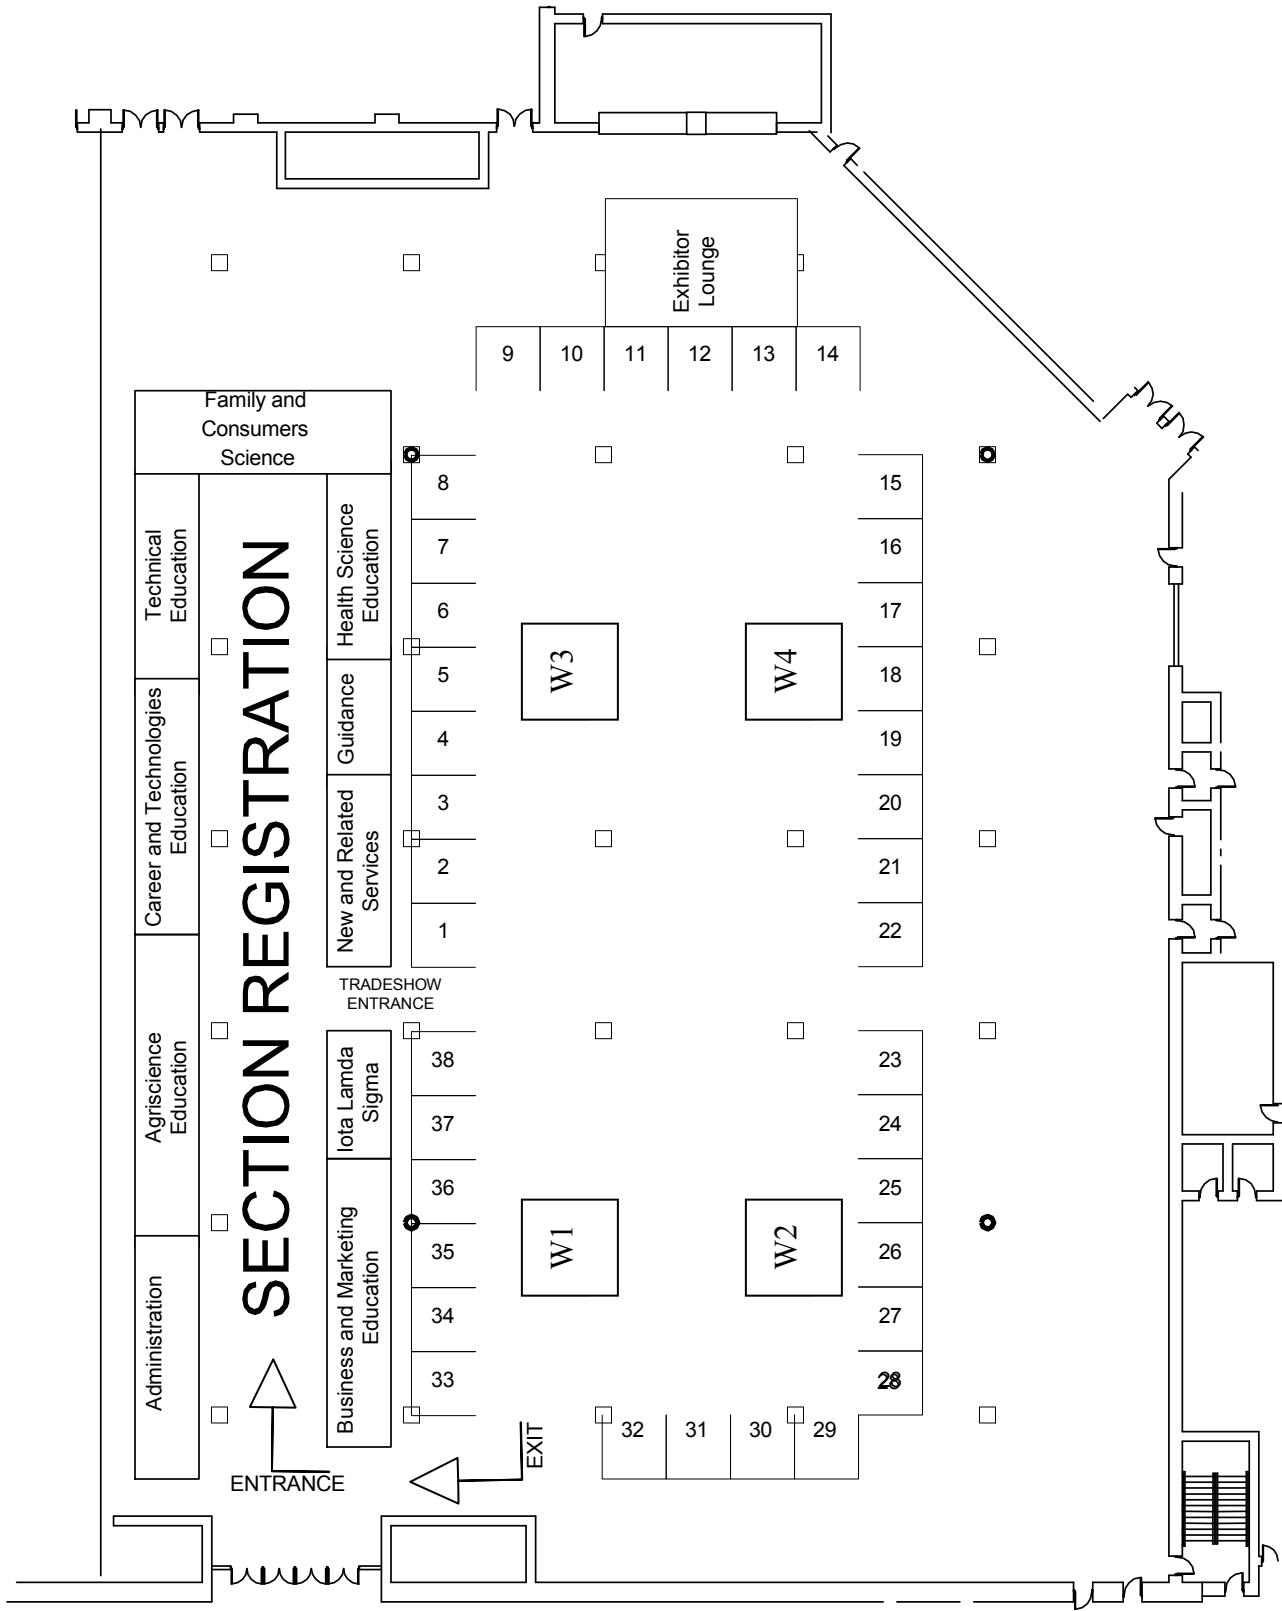 Exhibitor
Lounge
9
10
11
12
13
14
Family and
Consumers
Science
Technical
Education
Career and Technologies
Education
Agriscience
Education
Administration
SECTION REGISTRATION
Health Science
Education
Guidance
New and Related
Services
TRADESHOW
ENTRANCE
Iota Lamda
Sigma
Business and Marketing
Education
8
7
6
5
4
3
2
1
38
37
36
35
34
33
W3
W4
W1
W2
15
16
17
18
19
20
21
22
23
24
25
26
27
28
32
31
30
29
EXIT
ENTRANCE